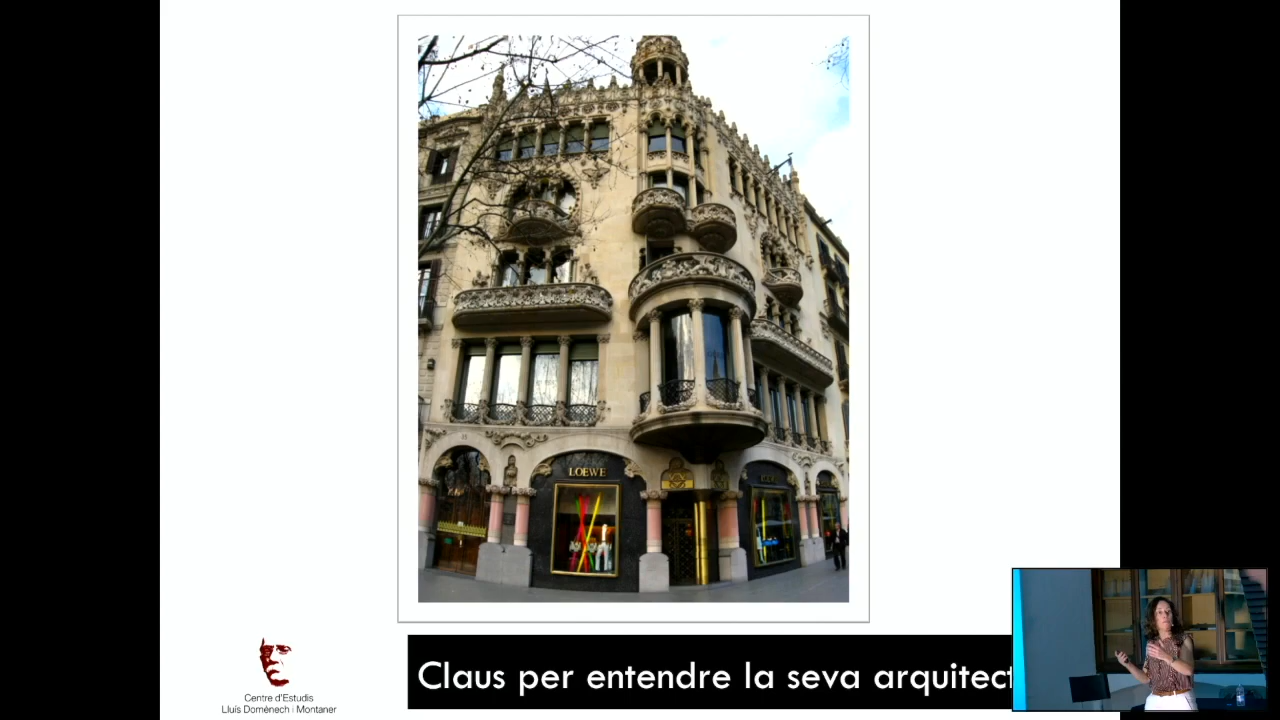 LOEWE
Claus per entendre la seva arquitect
Centre d'Estudis
Lluís Domènech i Montaner